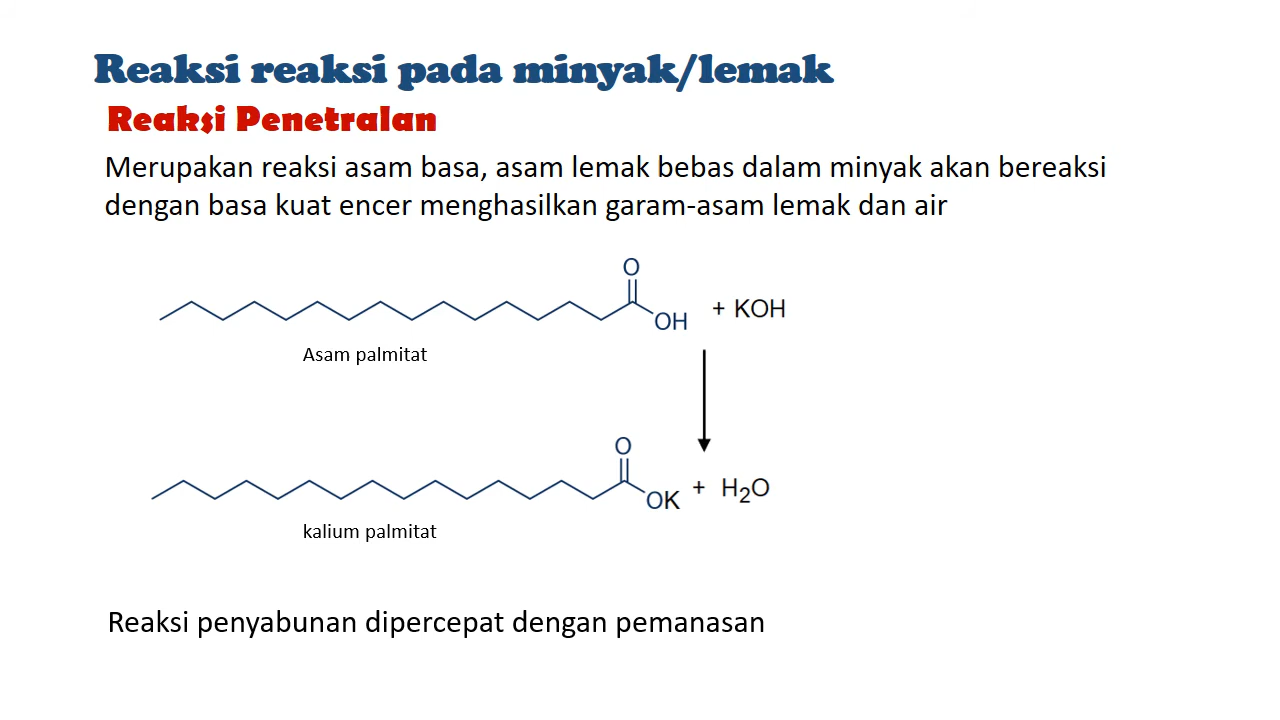 Reaksi reaksi pada minyak/lemak
Reaksi Penetralan
Merupakan reaksi asam basa, asam lemak bebas dalam minyak akan bereaksi
dengan basa kuat encer menghasilkan garam-asam lemak dan air
O
OH + KOH
Asam palmitat
O
OK + H₂O
kalium palmitat
Reaksi penyabunan dipercepat dengan pemanasan